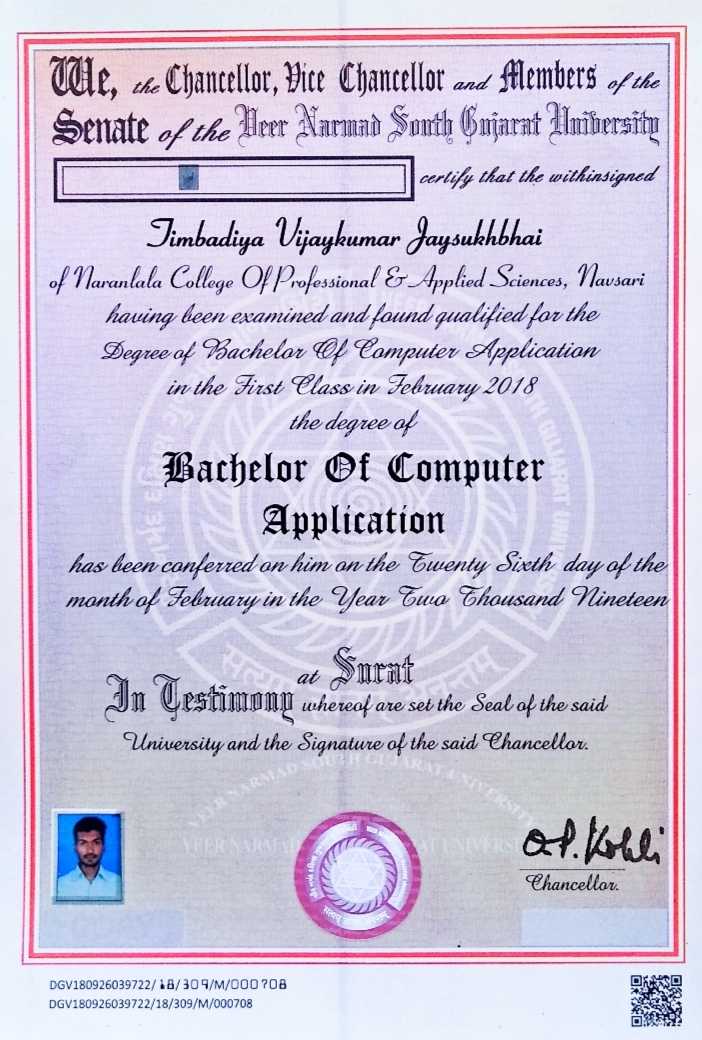 We, the Chancellor, Vice Chancellor and Members of the
Senate of the Veer Narmad South Gujarat University
certify that the withinsigned
Timbadiya Vijaykumar Jaysukhbhai
of Naranlala College Of Professional & Applied Sciences, Navsari
having been examined and found qualified for the
Degree of Bachelor Of Computer Application
in the First Class in February 2018
the degree of
Bachelor Of Computer
Application
has been conferred on him on the Twenty Sixth day of the
month of February in the Year Two Thousand Nineteen
at Surat
In Testimony whereof are set the Seal of the said
University and the Signature of the said Chancellor.
VEER NARMAD SOUTH GUJARAT UNIVERSITY
O.P. Kohli
Chancellor.
DGV180926039722/18/309/M/000708
DGV180926039722/18/309/M/000708